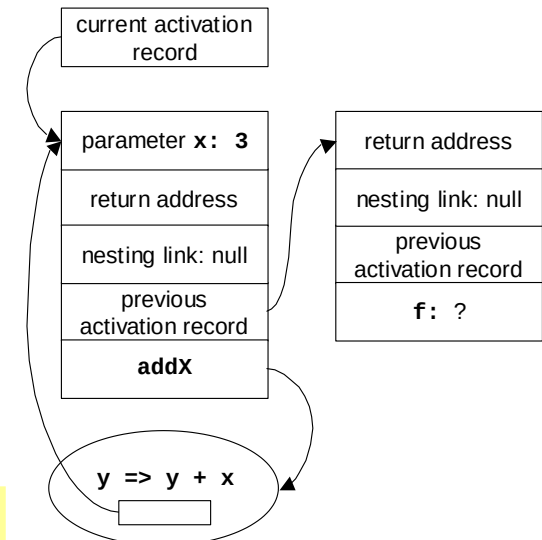 current activation
record
parameter x: 3
return address
nesting link: null
previous
activation record
addX
return address
nesting link: null
previous
activation record
f: ?
y => y + x